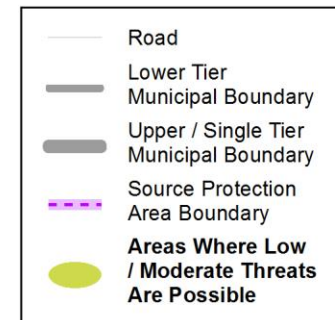 Road
Lower Tier
Municipal Boundary
Upper / Single Tier
Municipal Boundary
Source Protection
Area Boundary
Areas Where Low
/ Moderate Threats
Are Possible